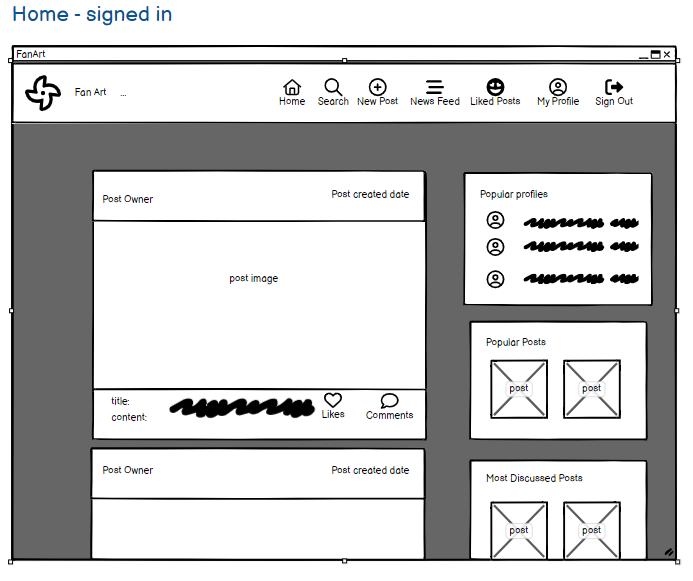 Home - signed in
FanArt
Fan Art ...
Home Search New Post News Feed Liked Posts My Profile Sign Out
Post Owner Post created date
post image
title:
content:
Likes Comments
Post Owner Post created date
Popular profiles
Popular Posts
post post
Most Discussed Posts
post post